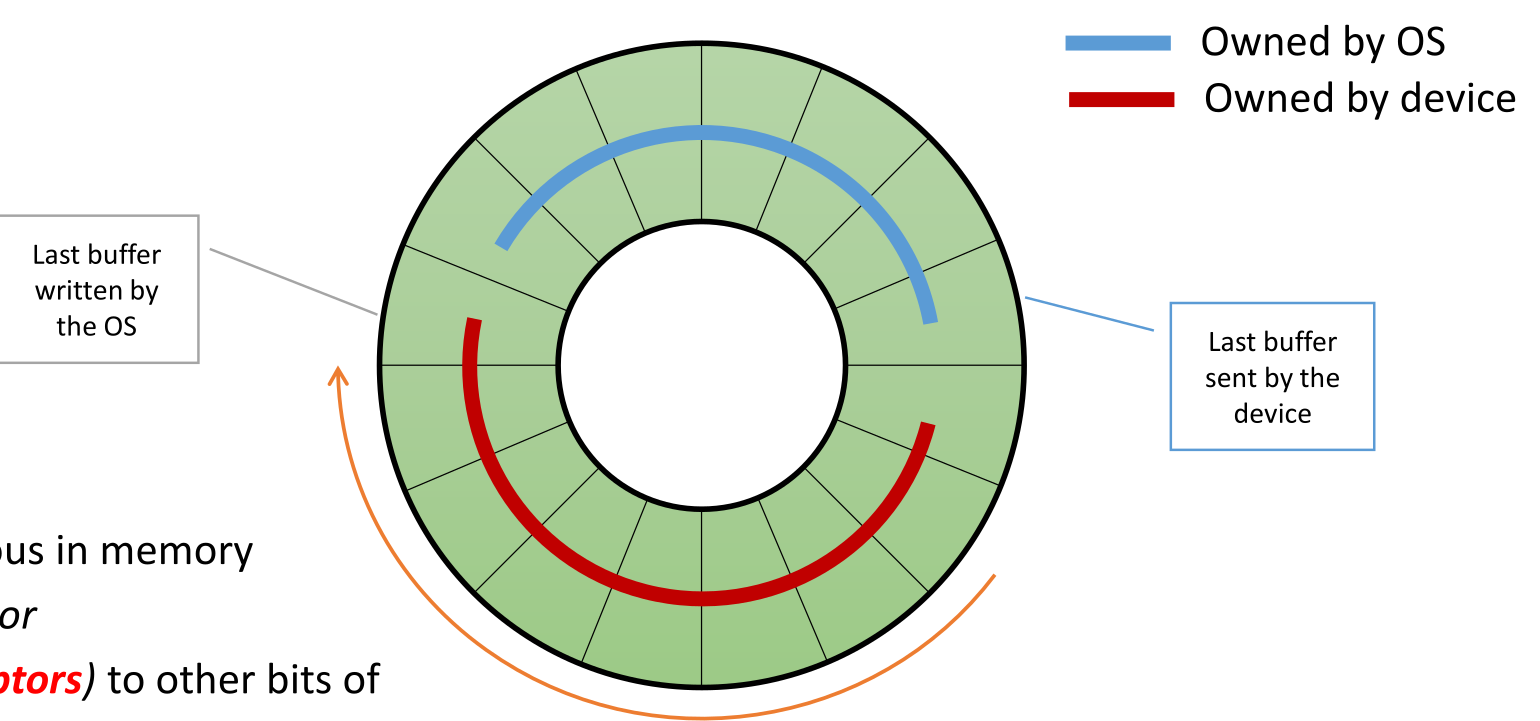 Owned by OS
Owned by device
Last buffer
written by
the OS
Last buffer
sent by the
device
ous in memory
or
ptors) to other bits of